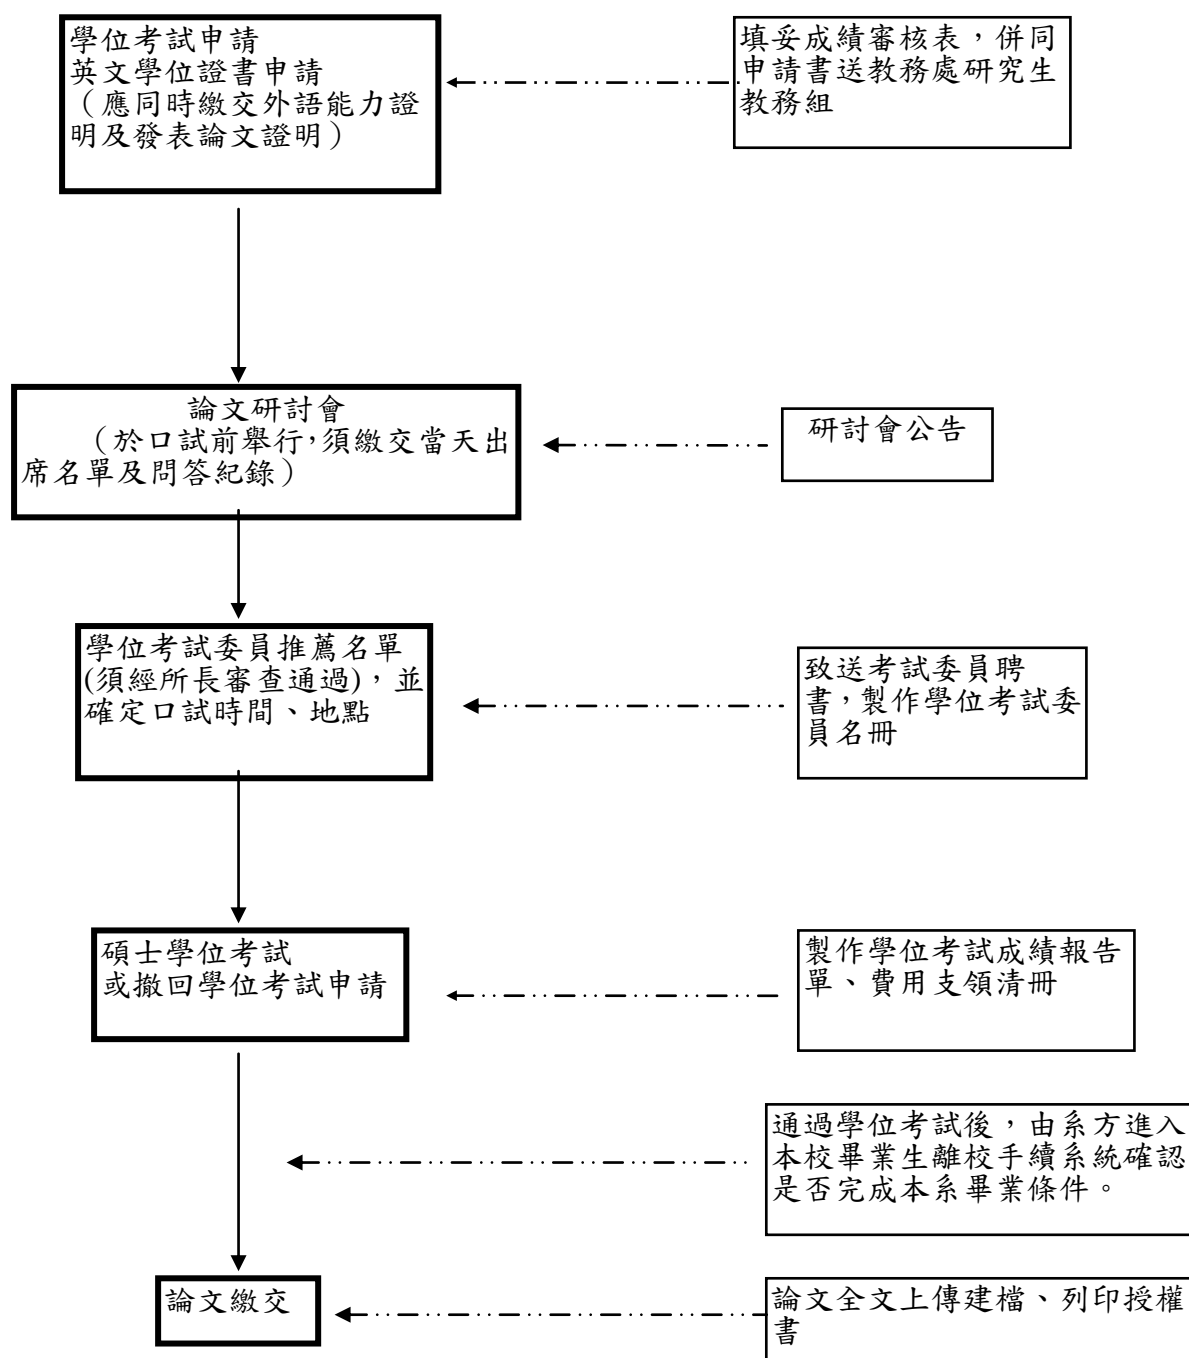 學位考試申請
英文學位證書申請
（應同時繳交外語能力證
明及發表論文證明）
填妥成績審核表，併同
申請書送教務處研究生
教務組
論文研討會
（於口試前舉行,須繳交當天出
席名單及問答紀錄）
研討會公告
學位考試委員推薦名單
(須經所長審查通過)，並
確定口試時間、地點
致送考試委員聘
書，製作學位考試委
員名冊
碩士學位考試
或撤回學位考試申請
製作學位考試成績報告
單、費用支領清冊
通過學位考試後，由系方進入
本校畢業生離校手續系統確認
是否完成本系畢業條件。
論文繳交
論文全文上傳建檔、列印授權
書